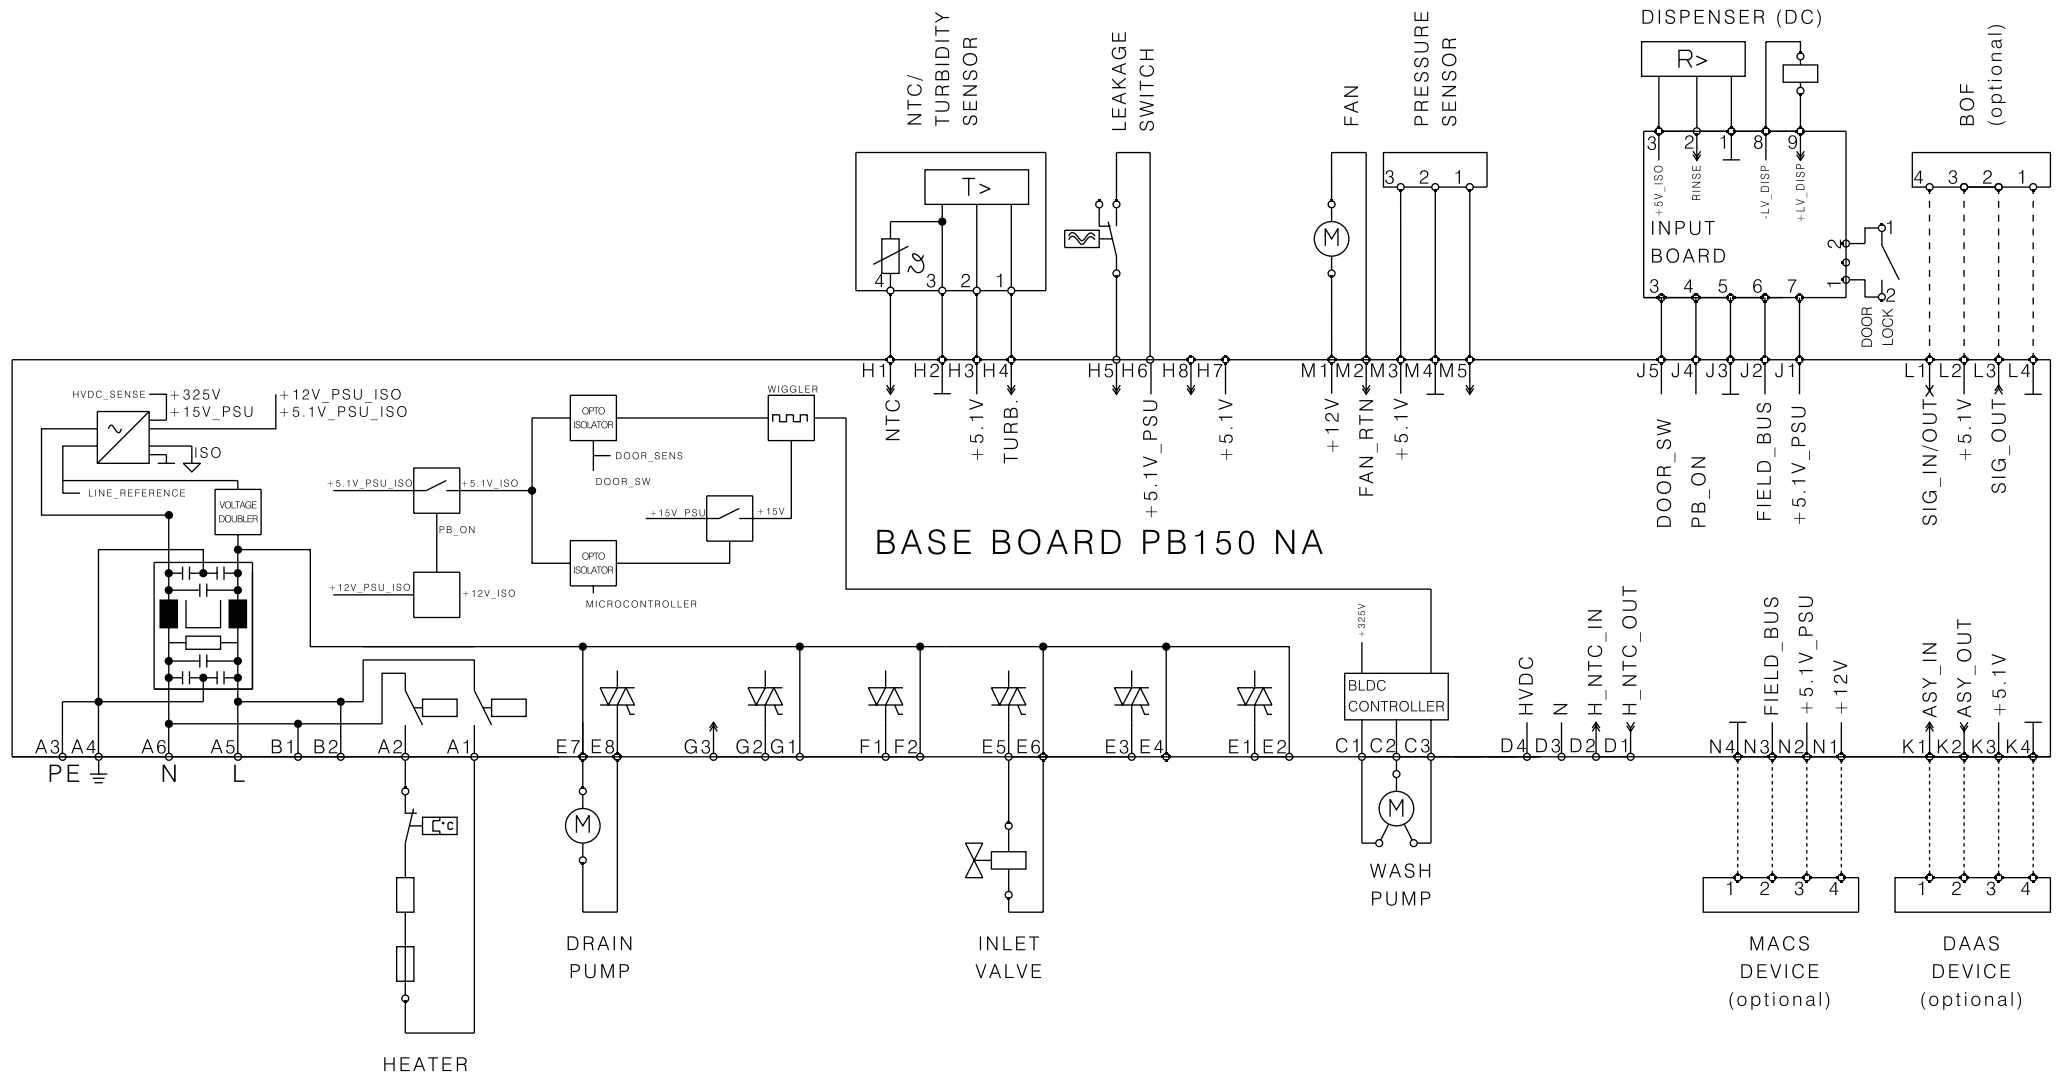 DISPENSER (DC)
NTC/
TURBIDITY
SENSOR
LEAKAGE
SWITCH
FAN
PRESSURE
SENSOR
BOF
(optional)
R>
T>
4 3 2 1
M
3 2 1
3 2 1 8 9
+5V_ISO
RINSE
-LV_DISP
+LV_DISP
INPUT
BOARD
3 4 5 6 7
2
1
1
2
DOOR
LOCK
4 3 2 1
H1 H2 H3 H4 H5 H6 H8 H7 M1 M2 M3 M4 M5 J5 J4 J3 J2 J1 L1 L2 L3 L4
NTC
+5.1V
TURB.
+5.1V_PSU
+5.1V
+12V
FAN_RTN
+5.1V
DOOR_SW
PB_ON
FIELD_BUS
+5.1V_PSU
SIG_IN/OUT
+5.1V
SIG_OUT
HVDC_SENSE
+325V
+15V_PSU
+12V_PSU_ISO
+5.1V_PSU_ISO
ISO
LINE_REFERENCE
VOLTAGE
DOUBLER
+5.1V_PSU_ISO
+5.1V_ISO
PB_ON
+12V_PSU_ISO
+12V_ISO
OPTO
ISOLATOR
DOOR_SENS
DOOR_SW
WIGGLER
+15V_PSU
+15V
OPTO
ISOLATOR
MICROCONTROLLER
BASE BOARD PB150 NA
+325V
BLDC
CONTROLLER
HVDC
N
H_NTC_IN
H_NTC_OUT
FIELD_BUS
+5.1V_PSU
+12V
ASY_IN
ASY_OUT
+5.1V
A3 A4 A6 A5 B1 B2 A2 A1 E7 E8 G3 G2 G1 F1 F2 E5 E6 E3 E4 E1 E2 C1 C2 C3 D4 D3 D2 D1 N4 N3 N2 N1 K1 K2 K3 K4
PE N L
°C
M
M
1 2 3 4
1 2 3 4
HEATER
DRAIN
PUMP
INLET
VALVE
WASH
PUMP
MACS
DEVICE
(optional)
DAAS
DEVICE
(optional)